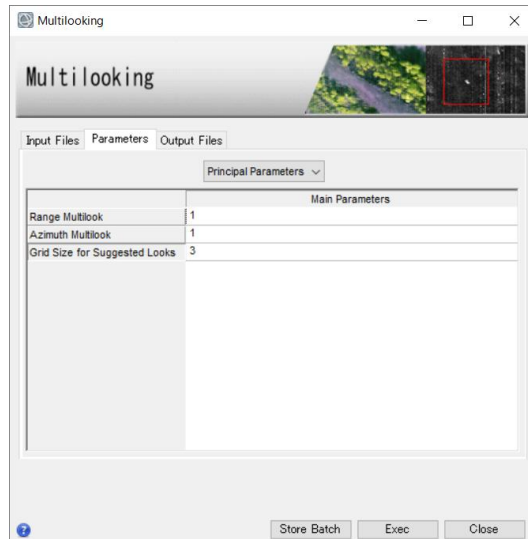 Multilooking
Multilooking
Input Files Parameters Output Files
Principal Parameters
Main Parameters
Range Multilook 1
Azimuth Multilook 1
Grid Size for Suggested Looks 3
? Store Batch Exec Close